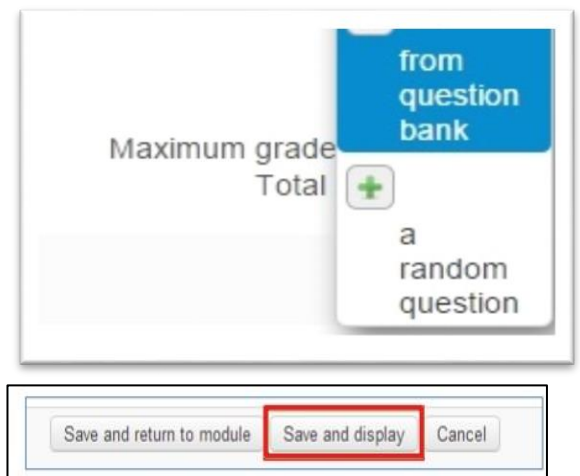 from
question
bank
Maximum grade
Total
a
random
question
Save and return to module Save and display Cancel